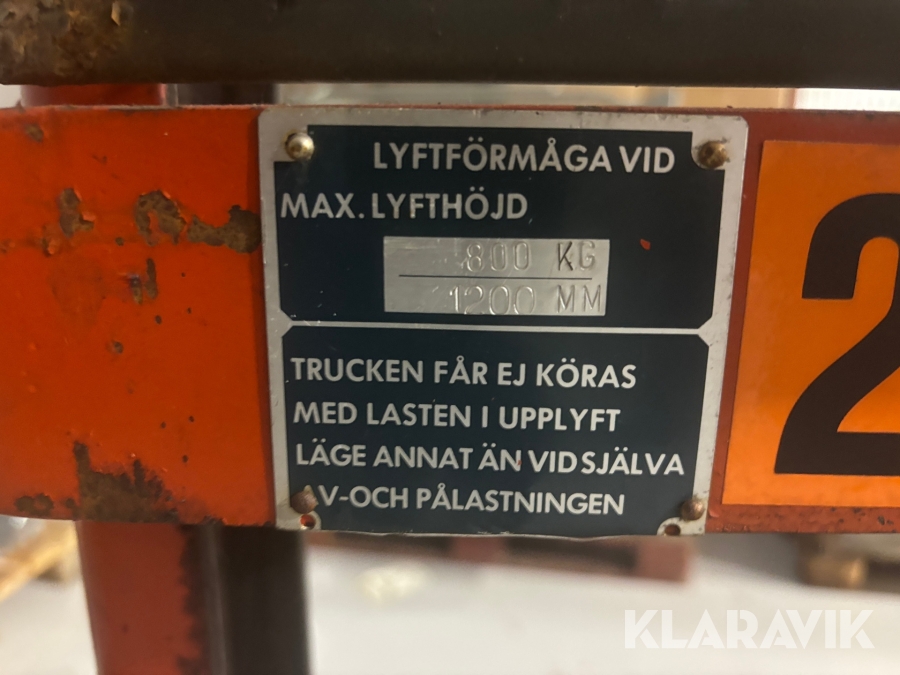 LYFTFÖRMÅGA VID
MAX. LYFTHÖJD
800 KG
1200 MM
TRUCKEN FÅR EJ KÖRAS
MED LASTEN I UPPLYFT
LÄGE ANNAT ÄN VID SJÄLVA
AV-OCH PÅLASTNINGEN
2
KLARAVIK